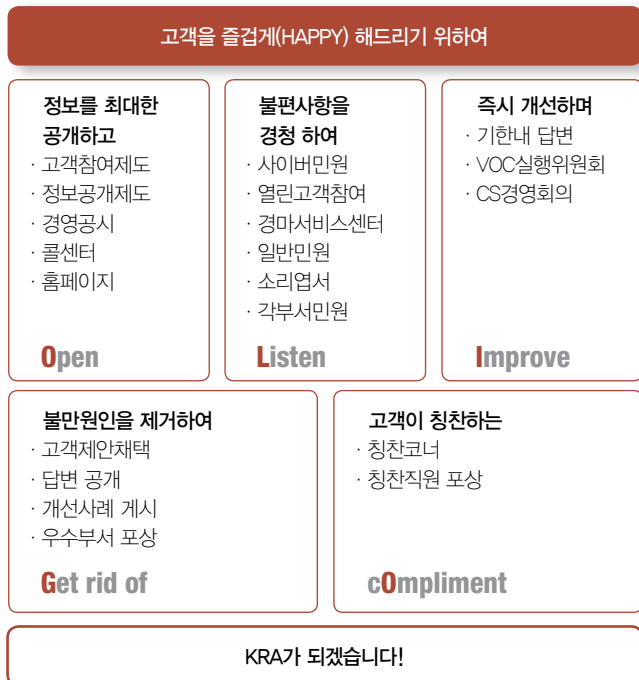 고객을 즐겁게(HAPPY) 해드리기 위하여
정보를 최대한
공개하고
· 고객참여제도
· 정보공개제도
· 경영공시
· 콜센터
· 홈페이지
Open
불편사항을
경청 하여
· 사이버민원
· 열린고객참여
· 경마서비스센터
· 일반민원
· 소리엽서
· 각부서민원
Listen
즉시 개선하며
· 기한내 답변
· VOC실행위원회
· CS경영회의
Improve
불만원인을 제거하여
· 고객제안채택
· 답변 공개
· 개선사례 게시
· 우수부서 포상
Get rid of
고객이 칭찬하는
· 칭찬코너
· 칭찬직원 포상
cOmpliment
KRA가 되겠습니다!